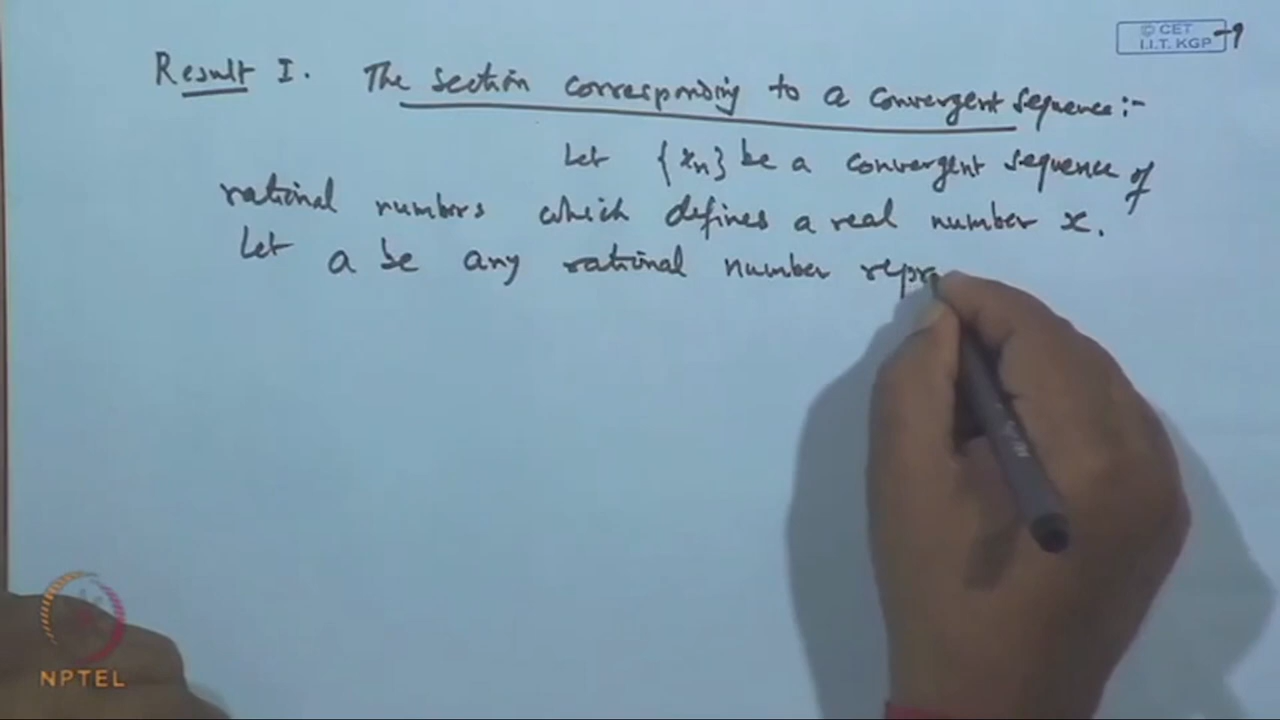 © CET
I.I.T. KGP
Result I. The section corresponding to a convergent sequence:-
Let {xn} be a convergent sequence of
rational numbers which defines a real number x.
Let a be any rational number repre
NPTEL